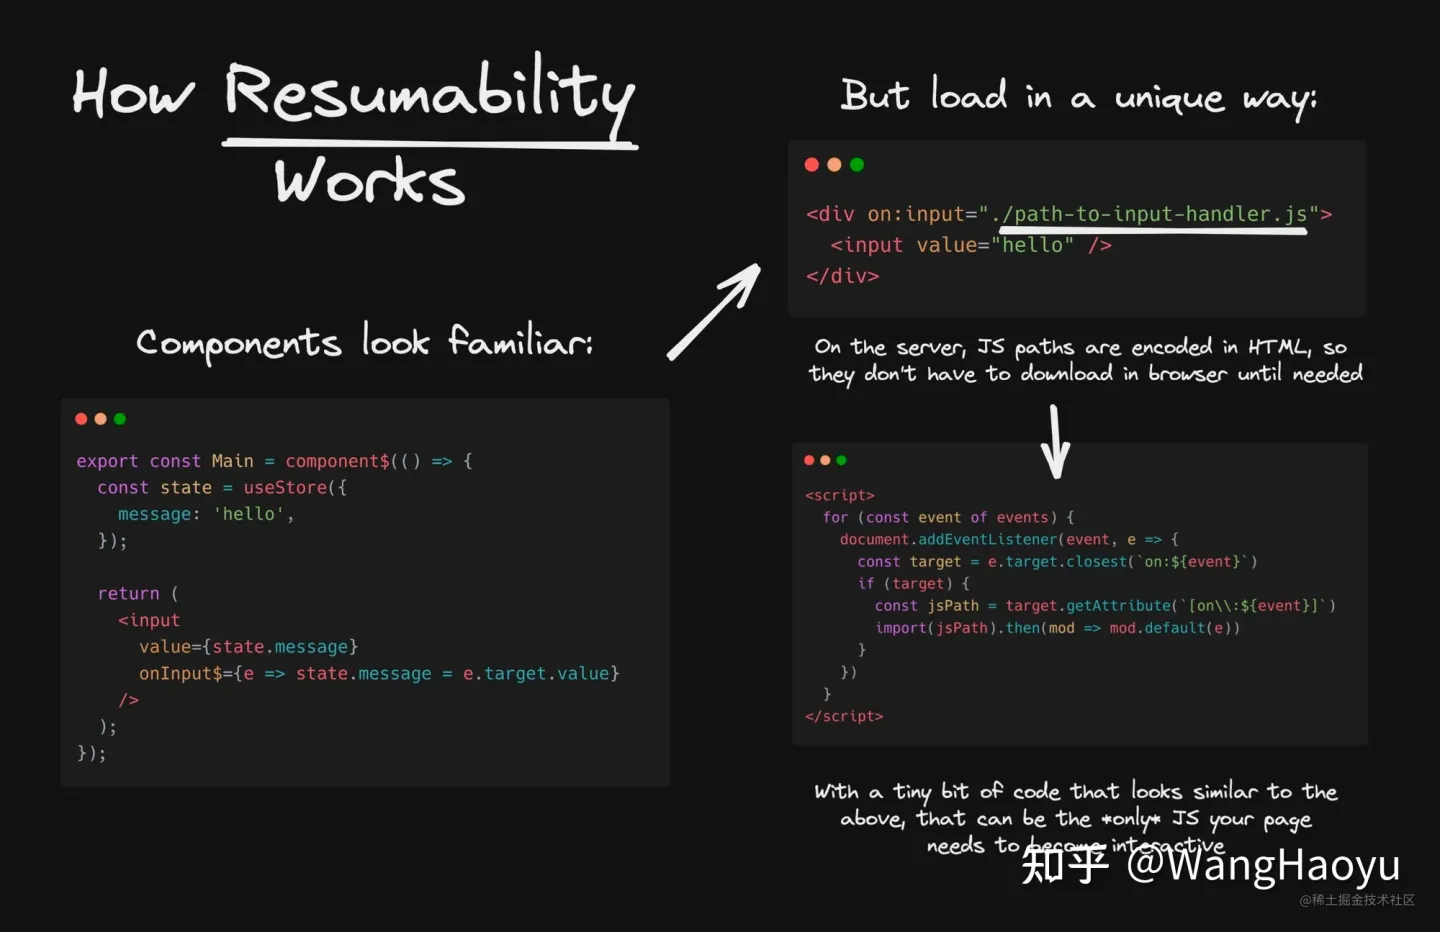 How Resumability
Works
Components look familiar:
export const Main = component$(() => {
  const state = useStore({
    message: 'hello',
  });

  return (
    <input
      value={state.message}
      onInput$={e => state.message = e.target.value}
    />
  );
});
But load in a unique way:
<div on:input="./path-to-input-handler.js">
  <input value="hello" />
</div>
On the server, JS paths are encoded in HTML, so
they don't have to download in browser until needed
<script>
  for (const event of events) {
    document.addEventListener(event, e => {
      const target = e.target.closest(`on:${event}`)
      if (target) {
        const jsPath = target.getAttribute(`[on\\:${event}]`)
        import(jsPath).then(mod => mod.default(e))
      }
    })
  }
</script>
With a tiny bit of code that looks similar to the
above, that can be the *only* JS your page
needs to become interactive
知乎 @WangHaoyu
@稀土掘金技术社区